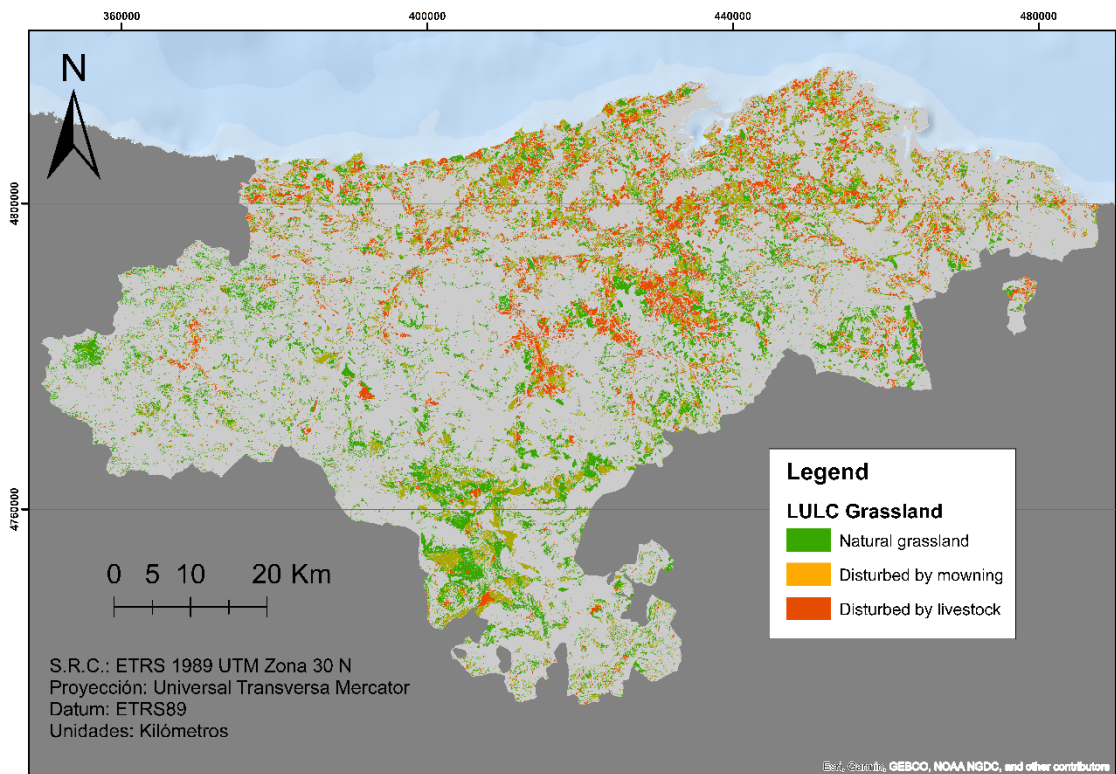 360000
400000
440000
480000
N
4800000
4760000
Legend
LULC Grassland
Natural grassland
Disturbed by mowning
Disturbed by livestock
0 5 10 20 Km
S.R.C.: ETRS 1989 UTM Zona 30 N
Proyección: Universal Transversa Mercator
Datum: ETRS89
Unidades: Kilómetros
Esri, Garmin, GEBCO, NOAA NGDC, and other contributors